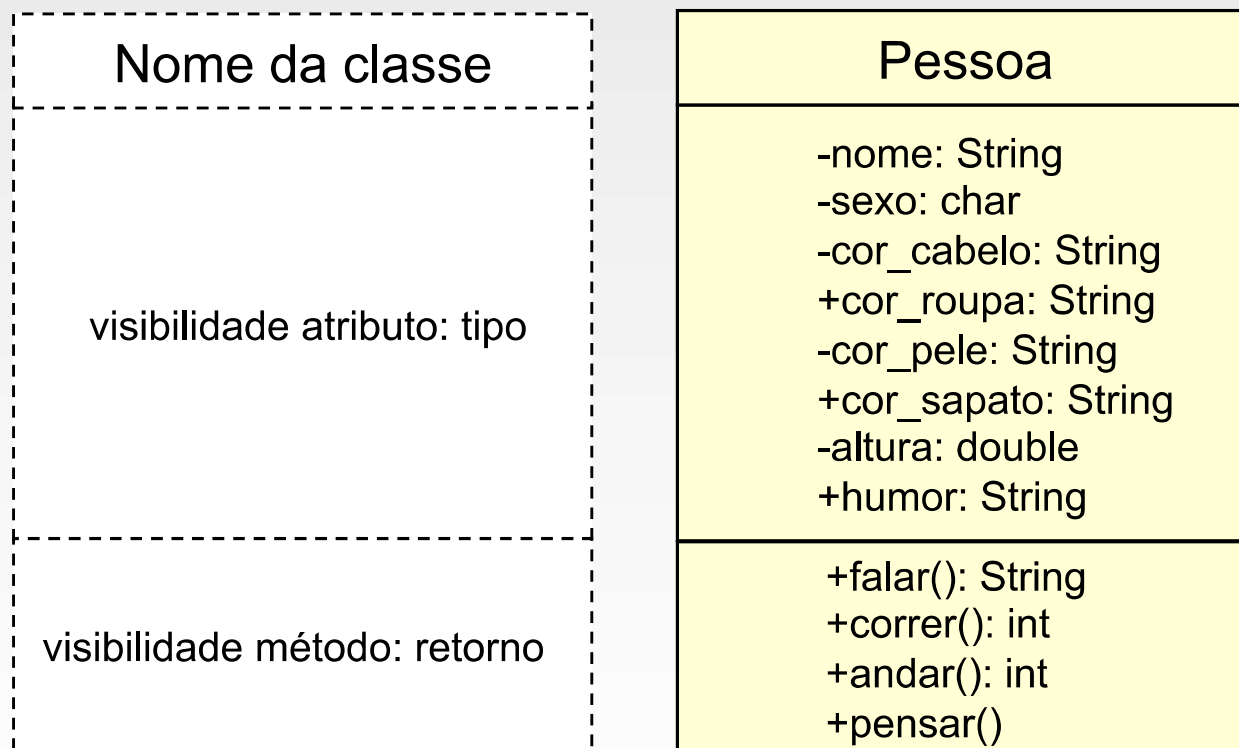 Nome da classe
visibilidade atributo: tipo
visibilidade método: retorno
Pessoa
-nome: String
-sexo: char
-cor_cabelo: String
+cor_roupa: String
-cor_pele: String
+cor_sapato: String
-altura: double
+humor: String
+falar(): String
+correr(): int
+andar(): int
+pensar()